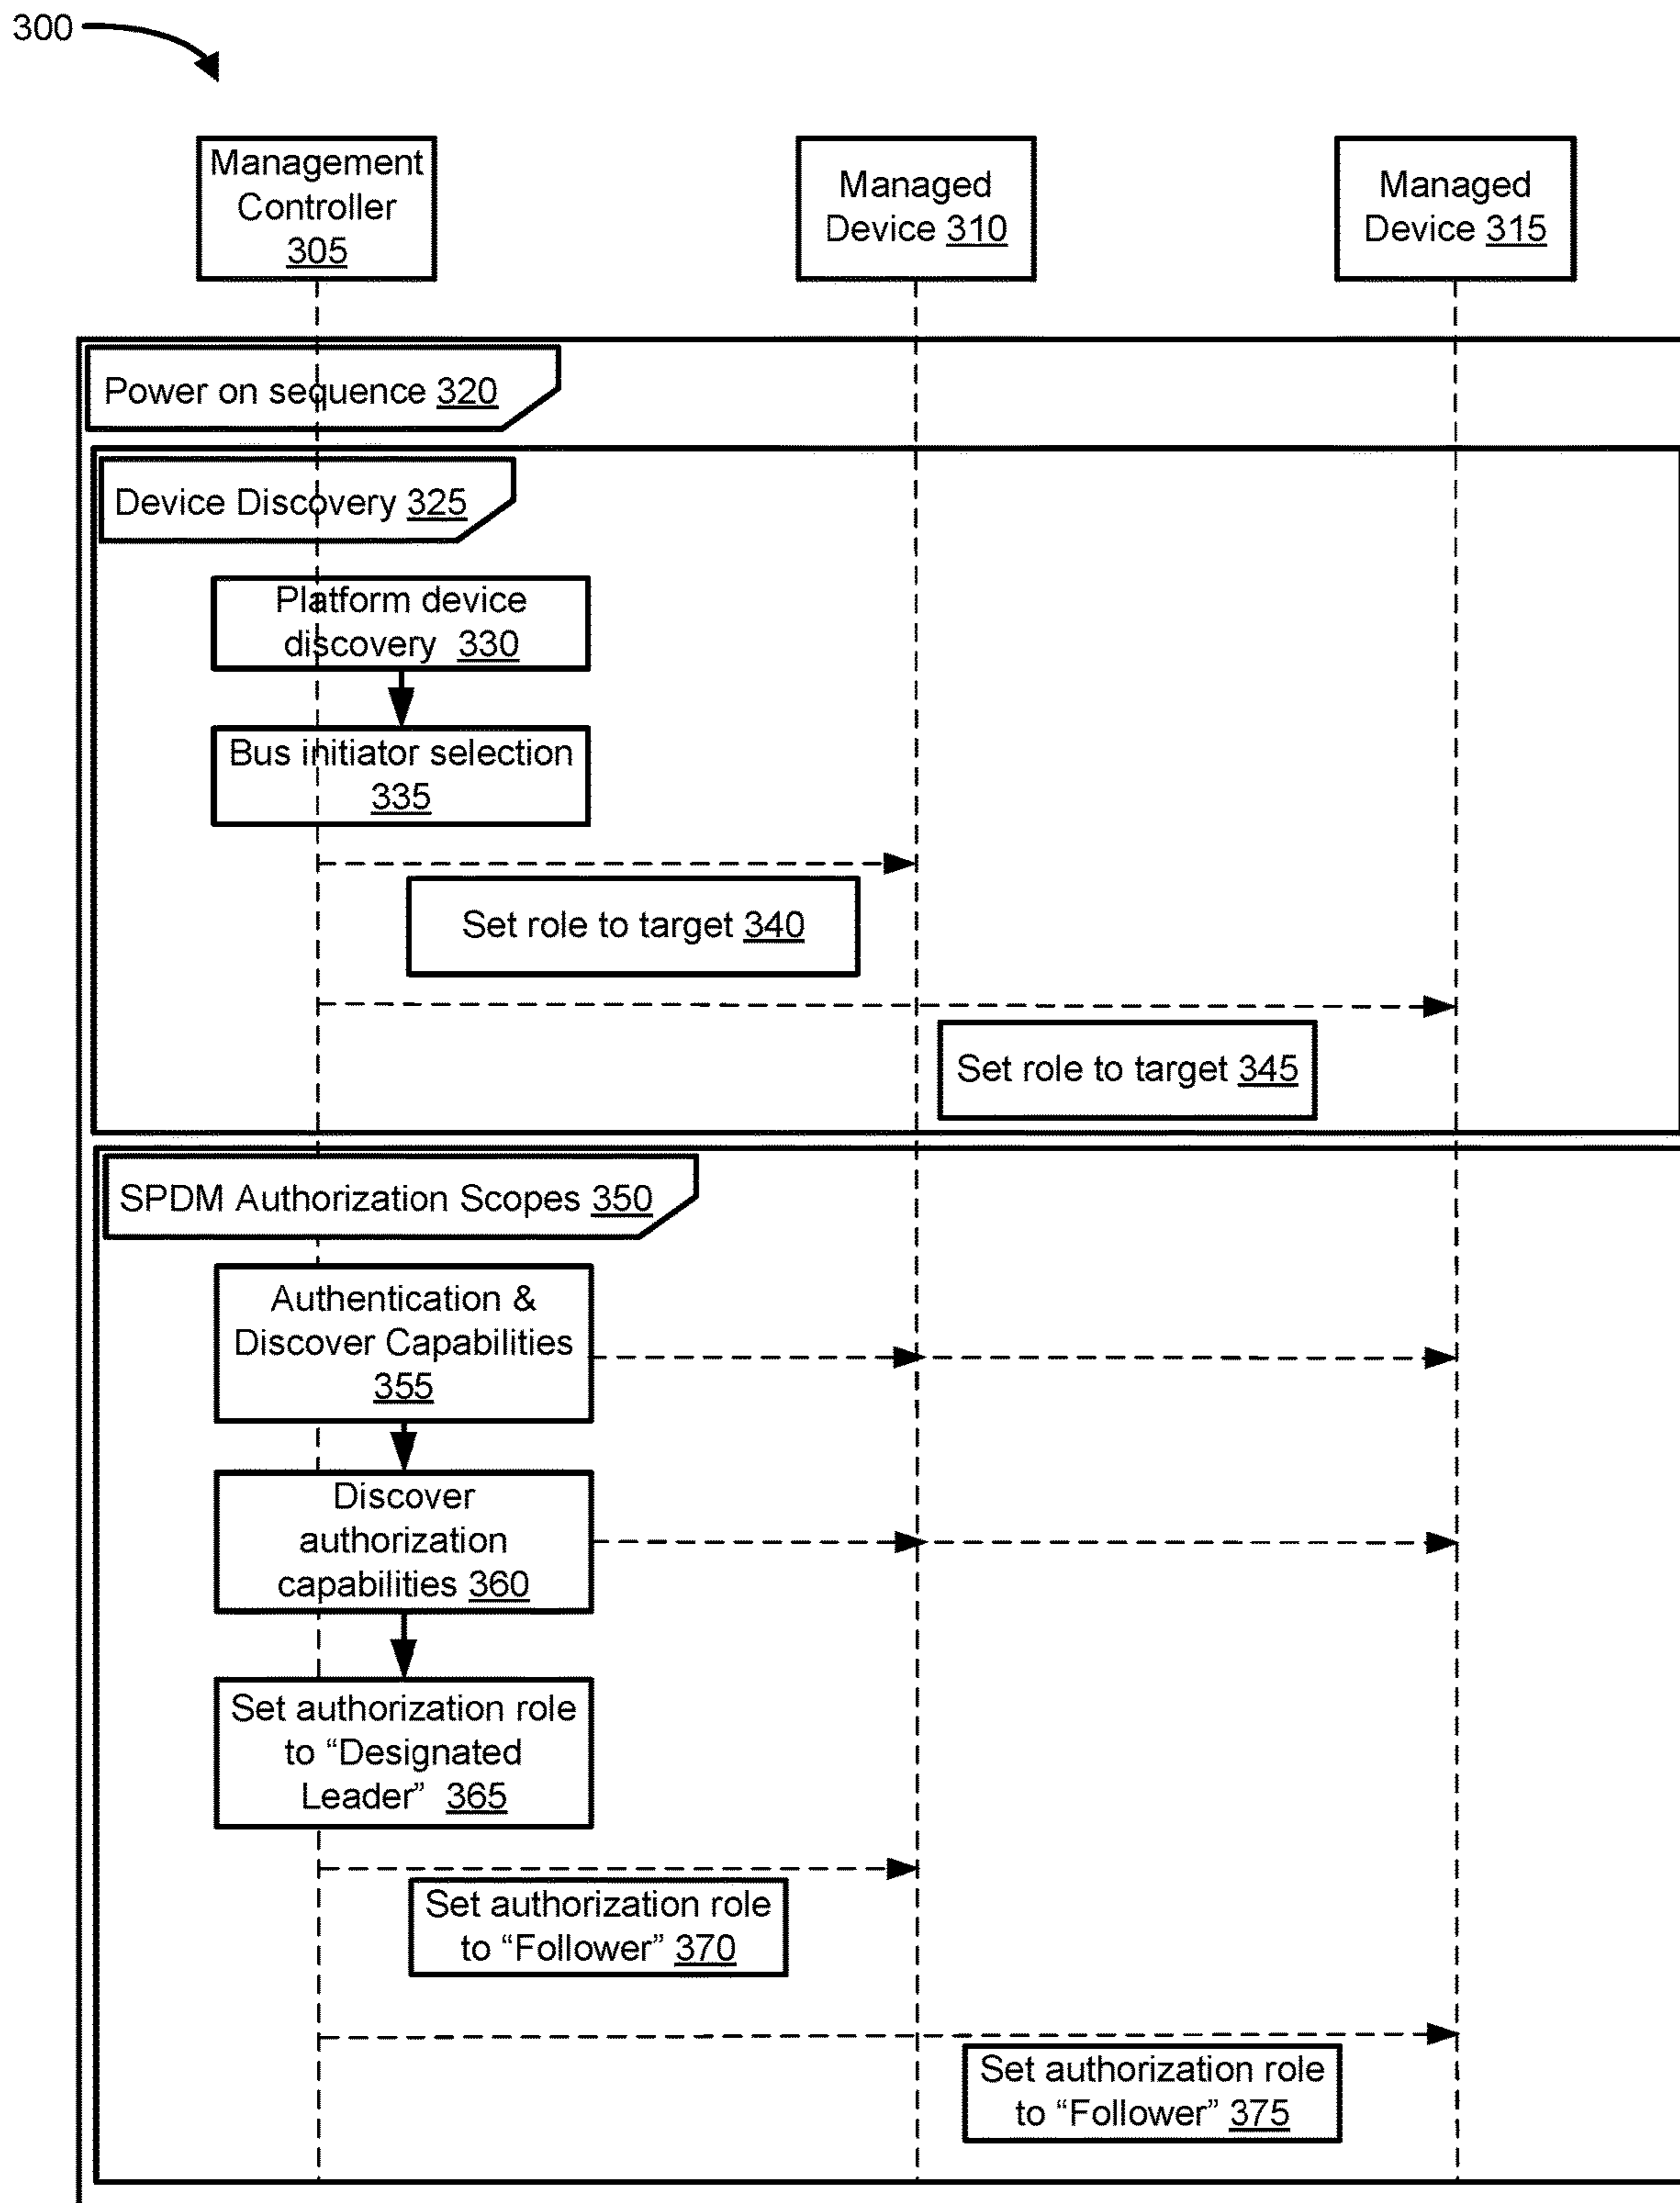 300
Management
Controller
305
Managed
Device 310
Managed
Device 315
Power on sequence 320
Device Discovery 325
Platform device
discovery 330
Bus initiator selection
335
Set role to target 340
Set role to target 345
SPDM Authorization Scopes 350
Authentication &
Discover Capabilities
355
Discover
authorization
capabilities 360
Set authorization role
to “Designated
Leader” 365
Set authorization role
to “Follower” 370
Set authorization role
to “Follower” 375